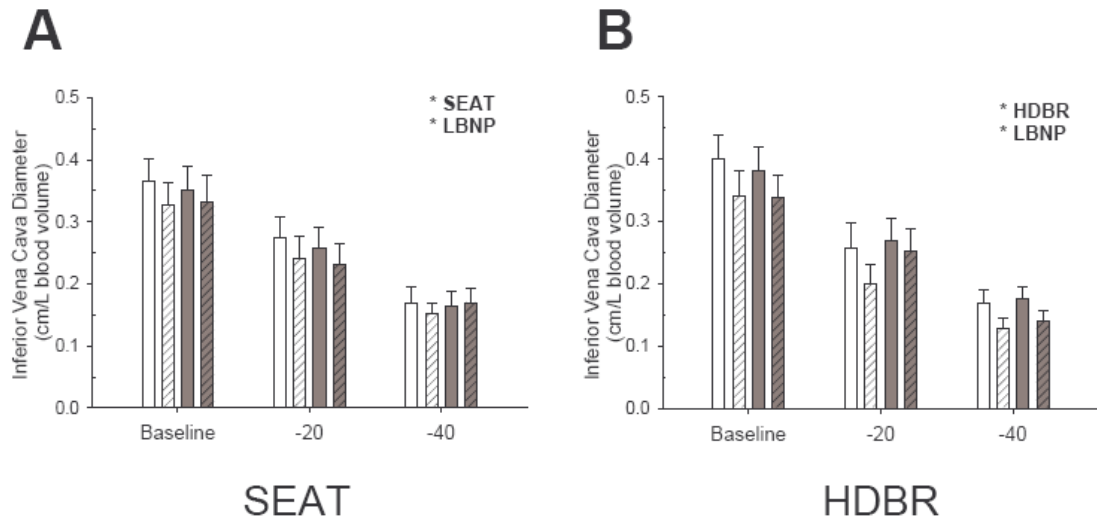 A
Inferior Vena Cava Diameter
(cm/L blood volume)
0.5
0.4
0.3
0.2
0.1
0.0
* SEAT
* LBNP
Baseline
-20
-40
SEAT
B
Inferior Vena Cava Diameter
(cm/L blood volume)
0.5
0.4
0.3
0.2
0.1
0.0
* HDBR
* LBNP
Baseline
-20
-40
HDBR